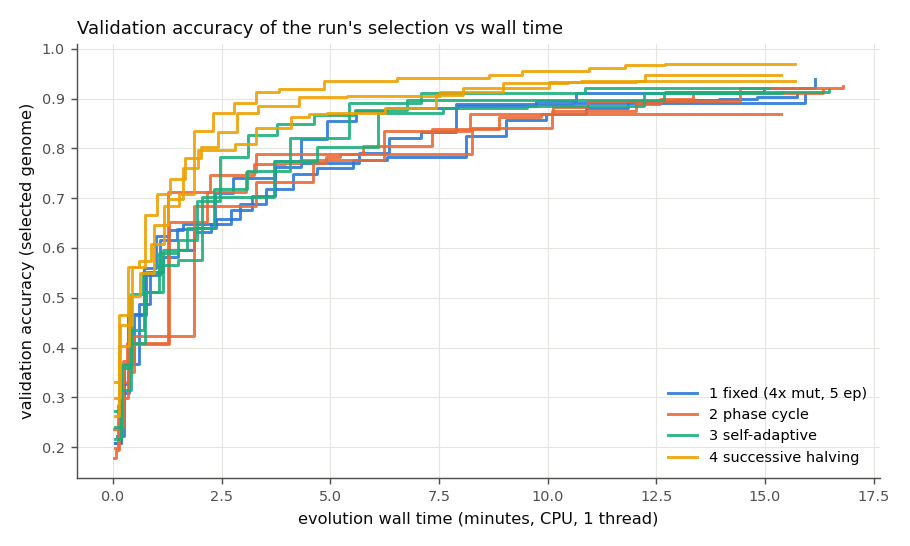 Validation accuracy of the run's selection vs wall time
validation accuracy (selected genome)
1.0
0.9
0.8
0.7
0.6
0.5
0.4
0.3
0.2
1 fixed (4x mut, 5 ep)
2 phase cycle
3 self-adaptive
4 successive halving
0.0 2.5 5.0 7.5 10.0 12.5 15.0 17.5
evolution wall time (minutes, CPU, 1 thread)